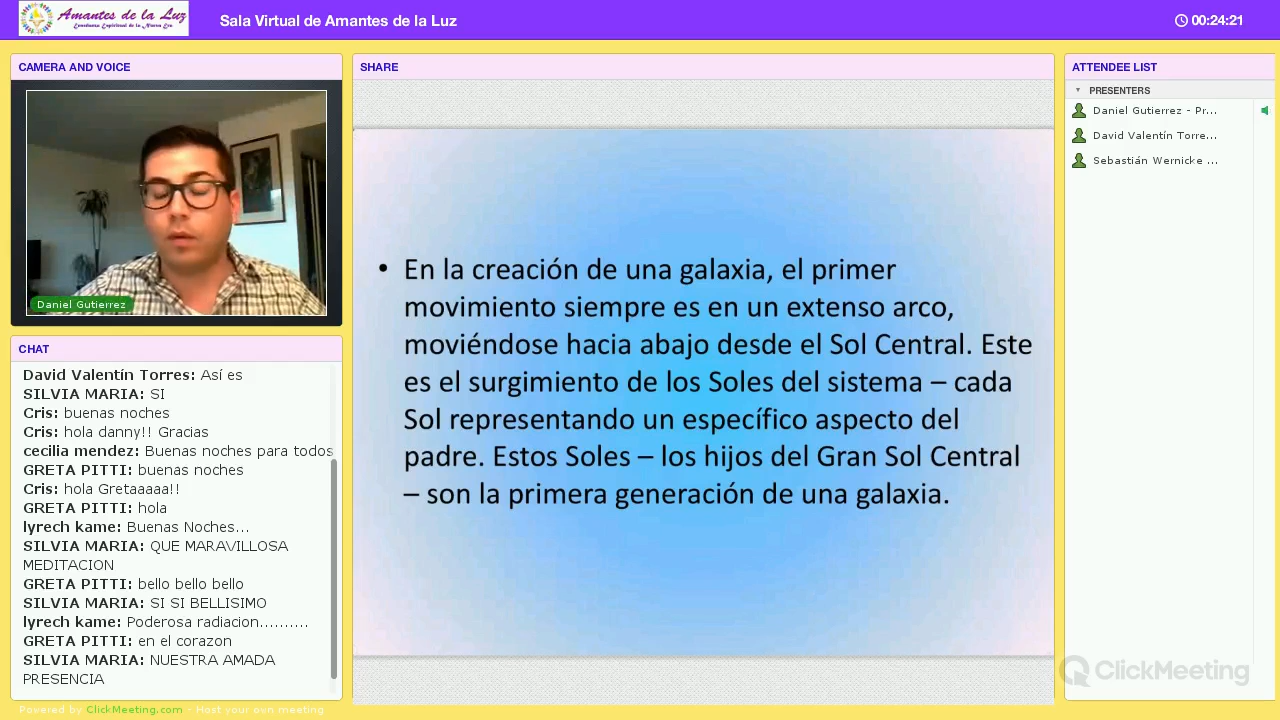 Amantes de la Luz
Enseñanza Espiritual de la Nueva Era
Sala Virtual de Amantes de la Luz
00:24:21
CAMERA AND VOICE
Daniel Gutierrez
CHAT
David Valentín Torres: Así es
SILVIA MARIA: SI
Cris: buenas noches
Cris: hola danny!! Gracias
cecilia mendez: Buenas noches para todos
GRETA PITTI: buenas noches
Cris: hola Gretaaaaa!!
GRETA PITTI: hola
lyrech kame: Buenas Noches...
SILVIA MARIA: QUE MARAVILLOSA
MEDITACION
GRETA PITTI: bello bello bello
SILVIA MARIA: SI SI BELLISIMO
lyrech kame: Poderosa radiacion..........
GRETA PITTI: en el corazon
SILVIA MARIA: NUESTRA AMADA
PRESENCIA
Powered by ClickMeeting.com - Host your own meeting
SHARE
• En la creación de una galaxia, el primer
movimiento siempre es en un extenso arco,
moviéndose hacia abajo desde el Sol Central. Este
es el surgimiento de los Soles del sistema – cada
Sol representando un específico aspecto del
padre. Estos Soles – los hijos del Gran Sol Central
– son la primera generación de una galaxia.
ATTENDEE LIST
PRESENTERS
Daniel Gutierrez - Pr...
David Valentín Torre...
Sebastián Wernicke ...
ClickMeeting